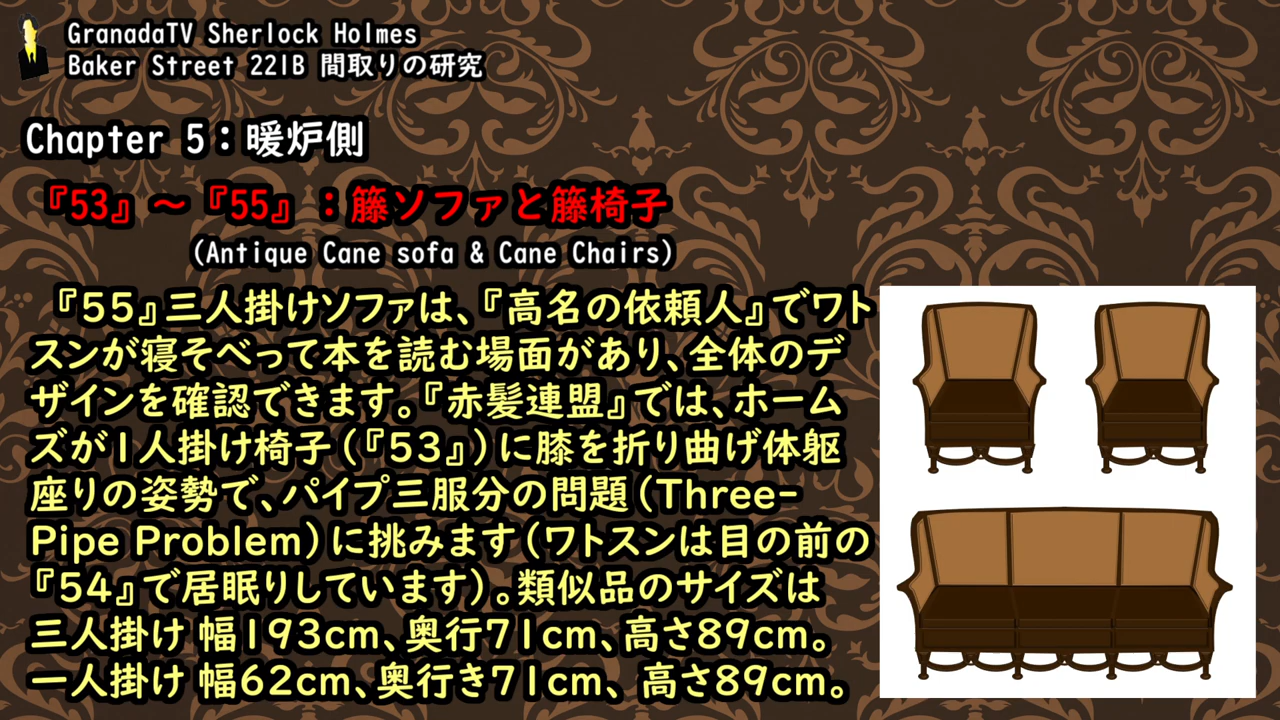 GranadaTV Sherlock Holmes
Baker Street 221B 間取りの研究
Chapter 5：暖炉側
『53』～『55』：籐ソファと籐椅子
(Antique Cane sofa & Cane Chairs)
『55』三人掛けソファは、『高名の依頼人』でワト
スンが寝そべって本を読む場面があり、全体のデ
ザインを確認できます。『赤髪連盟』では、ホーム
ズが1人掛け椅子（『53』）に膝を折り曲げ体躯
座りの姿勢で、パイプ三服分の問題（Three-
Pipe Problem）に挑みます（ワトスンは目の前の
『54』で居眠りしています）。類似品のサイズは
三人掛け 幅193cm、奥行71cm、高さ89cm。
一人掛け 幅62cm、奥行き71cm、高さ89cm。